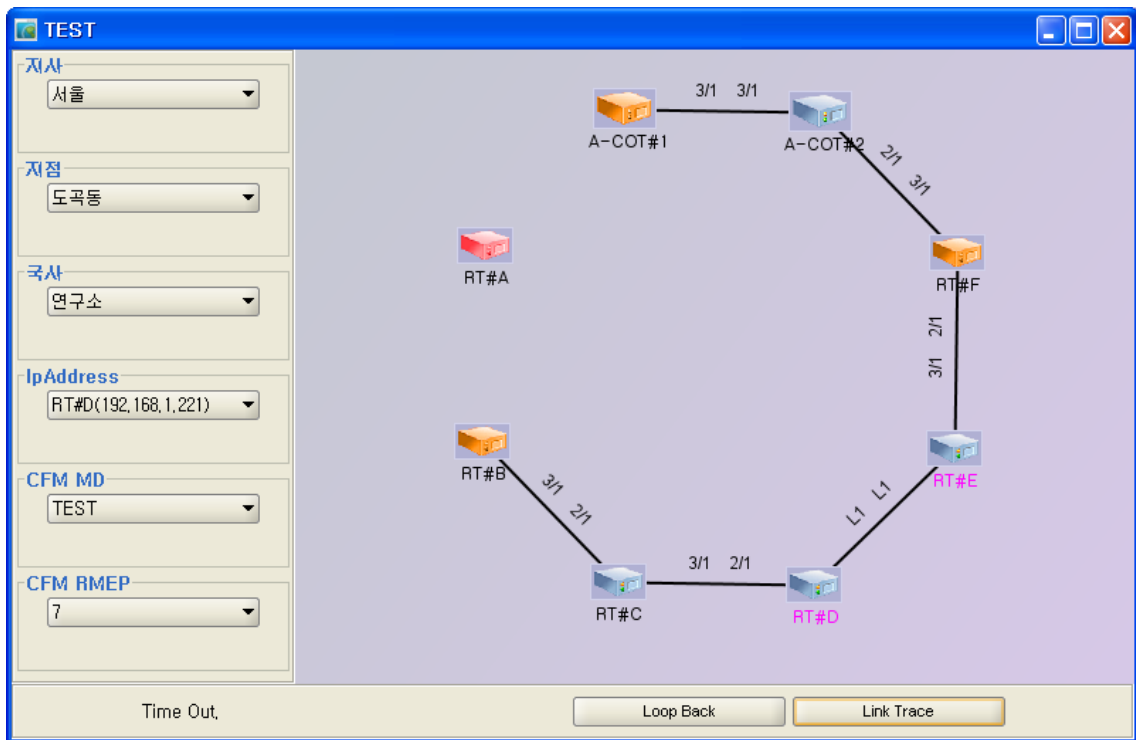 TEST
지사
서울
지점
도곡동
국사
연구소
IpAddress
RT#D(192,168,1,221)
CFM MD
TEST
CFM RMEP
7
3/1 3/1
A-COT#1
A-COT#2
2/1 3/1
RT#A
RT#F
2/1
3/1
RT#B
3/1 2/1
RT#E
L1 L1
3/1 2/1
RT#C
RT#D
Time Out,
Loop Back
Link Trace